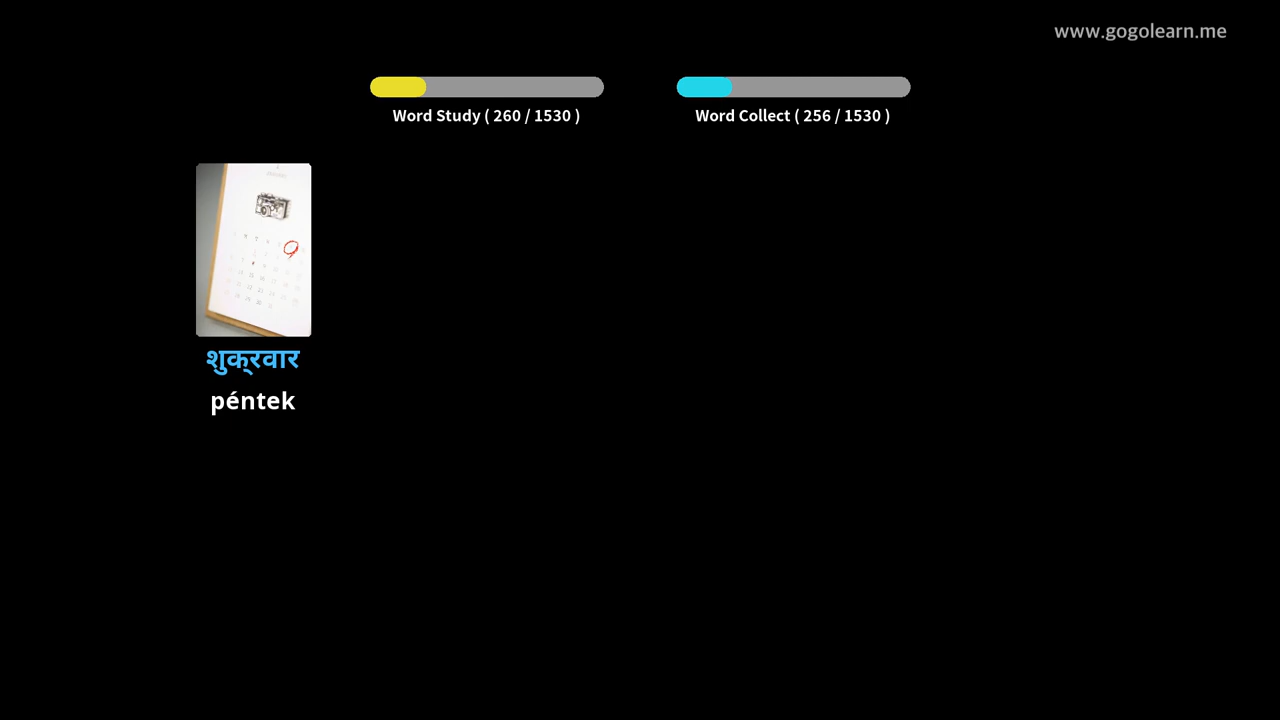 www.gogolearn.me
Word Study ( 260 / 1530 )
Word Collect ( 256 / 1530 )
शुक्रवार
péntek